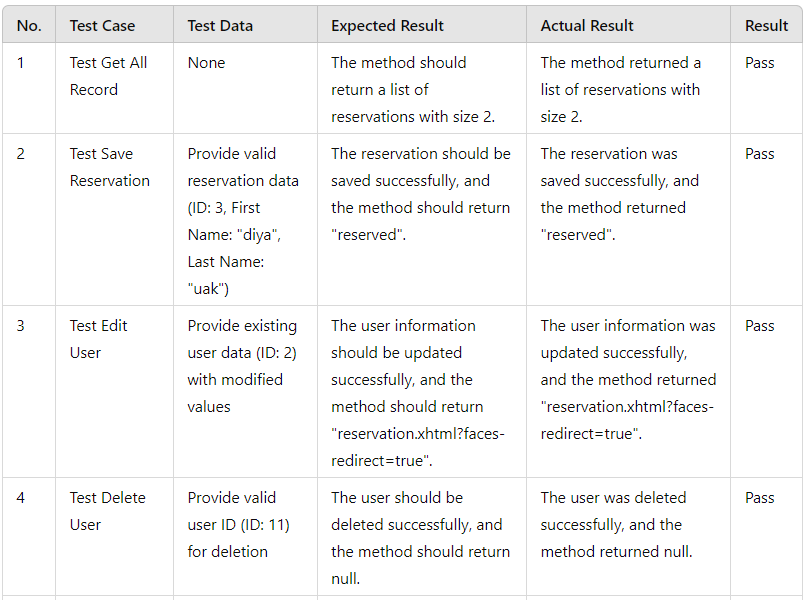 No. Test Case Test Data Expected Result Actual Result Result
1 Test Get All None The method should The method returned a Pass
Record return a list of list of reservations with
reservations with size 2. size 2.
2 Test Save Provide valid The reservation should be The reservation was Pass
Reservation reservation data saved successfully, and saved successfully, and
(ID: 3, First the method should return the method returned
Name: "diya", "reserved". "reserved".
Last Name:
"uak")
3 Test Edit Provide existing The user information The user information was Pass
User user data (ID: 2) should be updated updated successfully,
with modified successfully, and the and the method returned
values method should return "reservation.xhtml?faces-
"reservation.xhtml?faces- redirect=true".
redirect=true".
4 Test Delete Provide valid The user should be The user was deleted Pass
User user ID (ID: 11) deleted successfully, and successfully, and the
for deletion the method should return method returned null.
null.